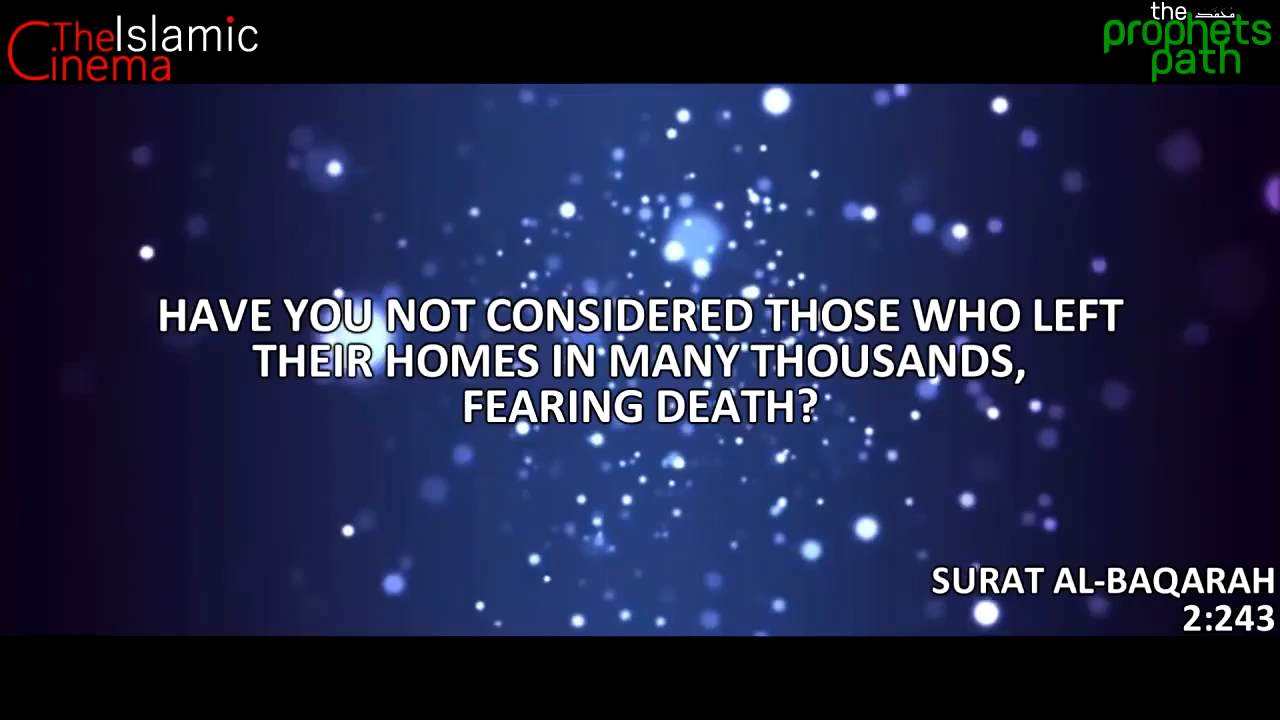 TheIslamic
Cinema
the محمد
prophets
path
HAVE YOU NOT CONSIDERED THOSE WHO LEFT
THEIR HOMES IN MANY THOUSANDS,
FEARING DEATH?
SURAT AL-BAQARAH
2:243